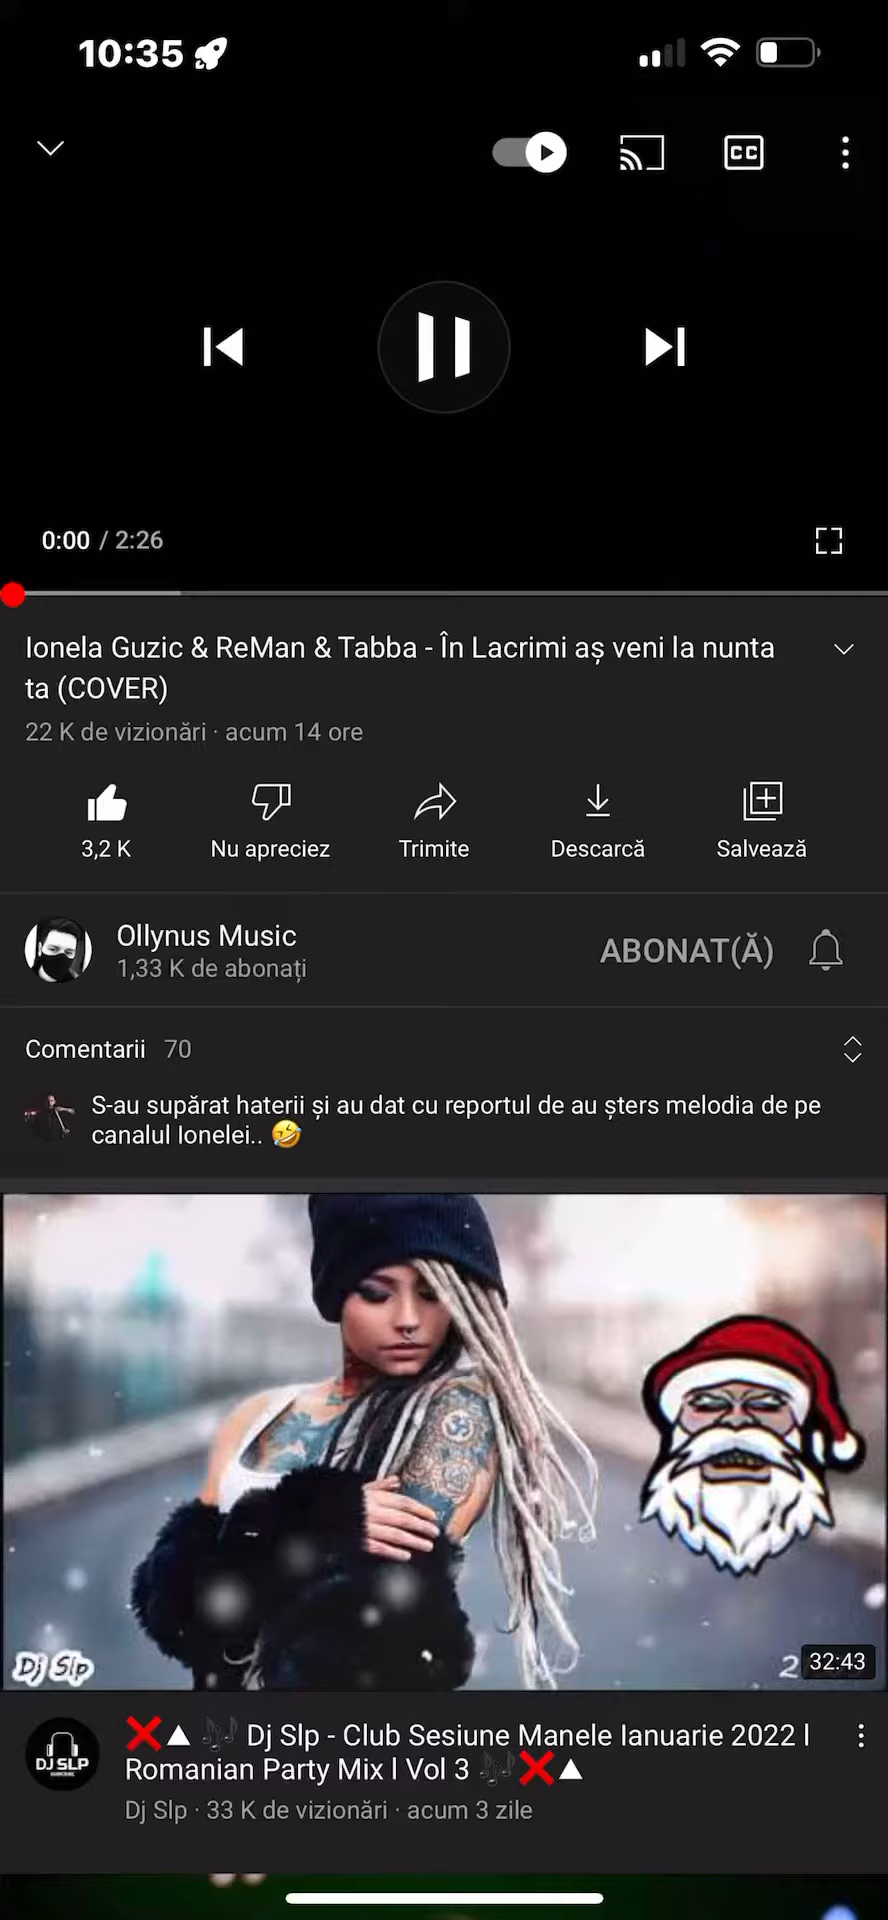 10:35
CC
0:00 / 2:26
Ionela Guzic & ReMan & Tabba - În Lacrimi aș veni la nunta
ta (COVER)
22 K de vizionări · acum 14 ore
3,2 K
Nu apreciez
Trimite
Descarcă
Salvează
Ollynus Music
1,33 K de abonați
ABONAT(Ă)
Comentarii 70
S-au supărat haterii și au dat cu reportul de au șters melodia de pe
canalul Ionelei.. 🤣
Dj Slp
2
32:43
DJ SLP
❌▲ 🎶 Dj Slp - Club Sesiune Manele Ianuarie 2022 l
Romanian Party Mix l Vol 3 🎶❌▲
Dj Slp · 33 K de vizionări · acum 3 zile